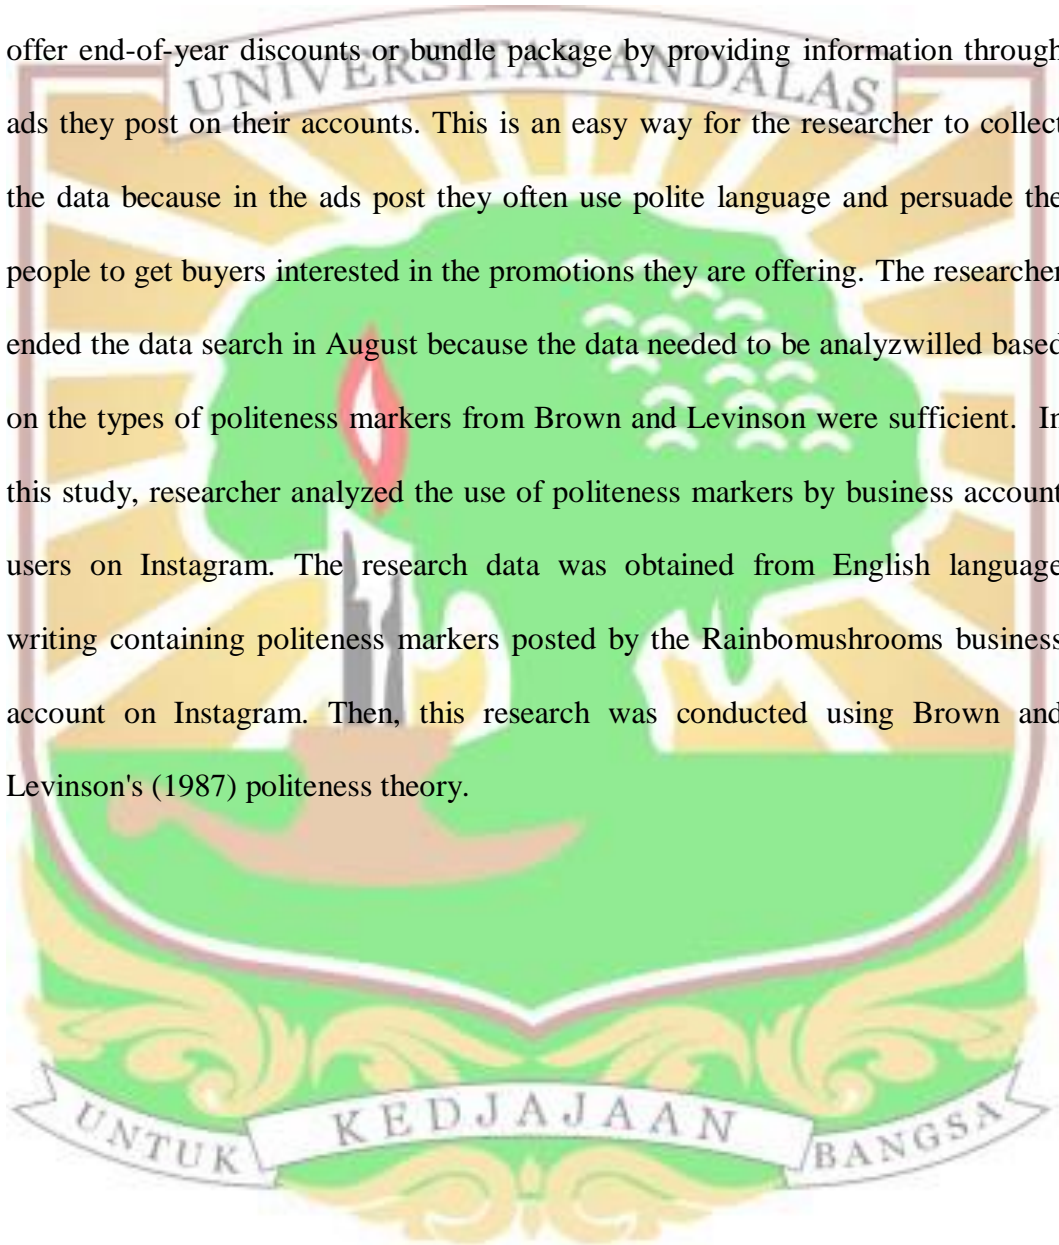 offer end-of-year discounts or bundle package by providing information through
UNIVERSITAS ANDALAS
ads they post on their accounts. This is an easy way for the researcher to collect
the data because in the ads post they often use polite language and persuade the
people to get buyers interested in the promotions they are offering. The researcher
ended the data search in August because the data needed to be analyzwilled based
on the types of politeness markers from Brown and Levinson were sufficient. In
this study, researcher analyzed the use of politeness markers by business account
users on Instagram. The research data was obtained from English language
writing containing politeness markers posted by the Rainbomushrooms business
account on Instagram. Then, this research was conducted using Brown and
Levinson's (1987) politeness theory.
UNTUK KEDJAJAAN BANGSA